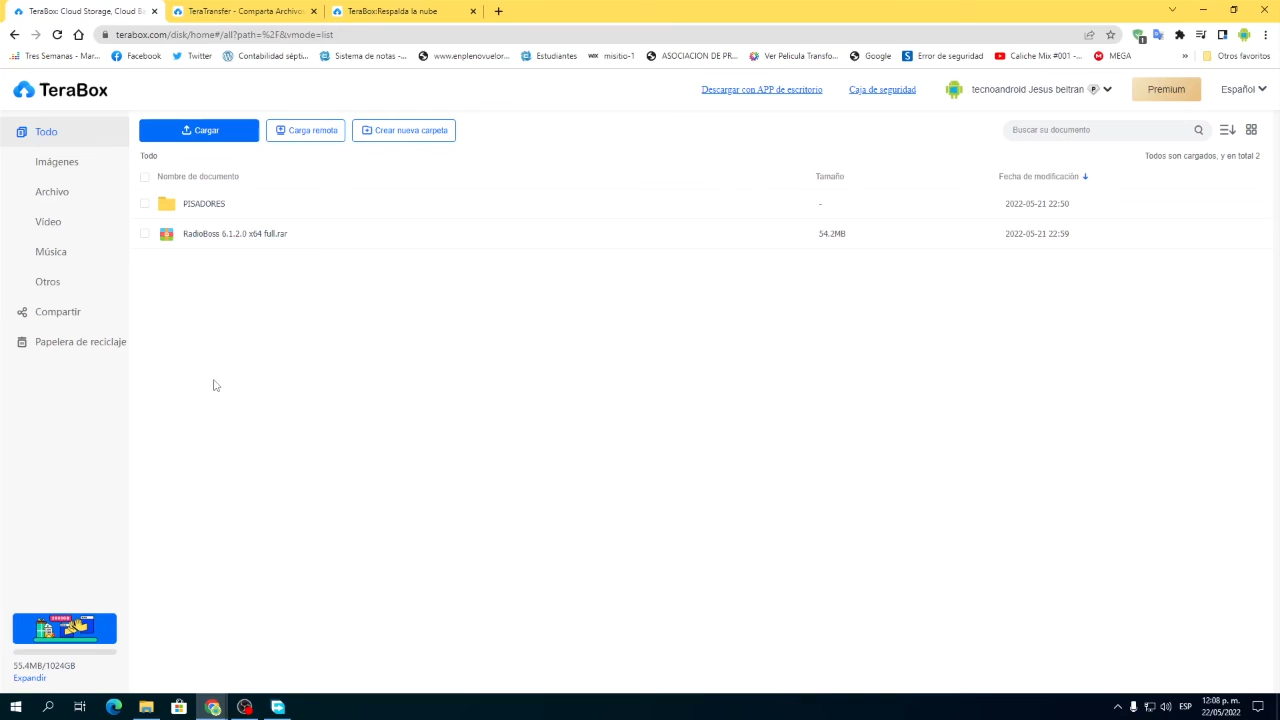 TeraBox Cloud Storage, Cloud B
TeraTransfer - Comparta Archivo
TeraBox:Respalda la nube
terabox.com/disk/home#/all?path=%2F&vmode=list
Tres Semanas - Mar...
Facebook
Twitter
Contabilidad sépti...
Sistema de notas -...
www.enplenovuelor...
Estudiantes
misitio-1
ASOCIACION DE PR...
Ver Pelicula Transfo...
Google
Error de seguridad
Caliche Mix #001 -...
MEGA
»
Otros favoritos
TeraBox
Descargar con APP de escritorio
Caja de seguridad
tecnoandroid Jesus beltran
Premium
Español
Todo
Imágenes
Archivo
Vídeo
Música
Otros
Compartir
Papelera de reciclaje
Cargar
Carga remota
Crear nueva carpeta
Buscar su documento
Todo
Todos son cargados, y en total 2
Nombre de documento
Tamaño
Fecha de modificación
PISADORES
-
2022-05-21 22:50
RadioBoss 6.1.2.0 x64 full.rar
54.2MB
2022-05-21 22:59
55.4MB/1024GB
Expandir
ESP
12:08 p. m.
22/05/2022